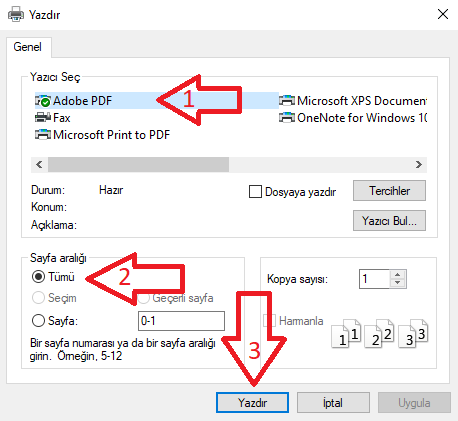 Yazdır
Genel
Yazıcı Seç
Adobe PDF
Microsoft XPS Documen
Fax
OneNote for Windows 10
Microsoft Print to PDF
1
Durum: Hazır
Dosyaya yazdır
Tercihler
Konum:
Açıklama:
Yazıcı Bul...
Sayfa aralığı
Tümü
2
Kopya sayısı: 1
Seçim
Geçerli sayfa
Sayfa: 0-1
Harmanla
1 1 2 2 3 3
Bir sayfa numarası ya da bir sayfa aralığı
girin. Örneğin, 5-12
3
Yazdır
İptal
Uygula